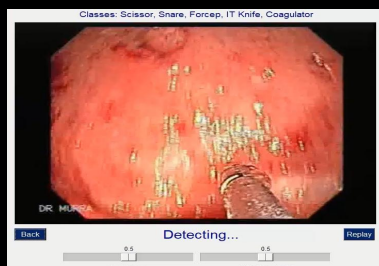 Classes: Scissor, Snare, Forcep, IT Knife, Coagulator
DR MURRA
Back
Detecting...
Replay
0.5
0.5